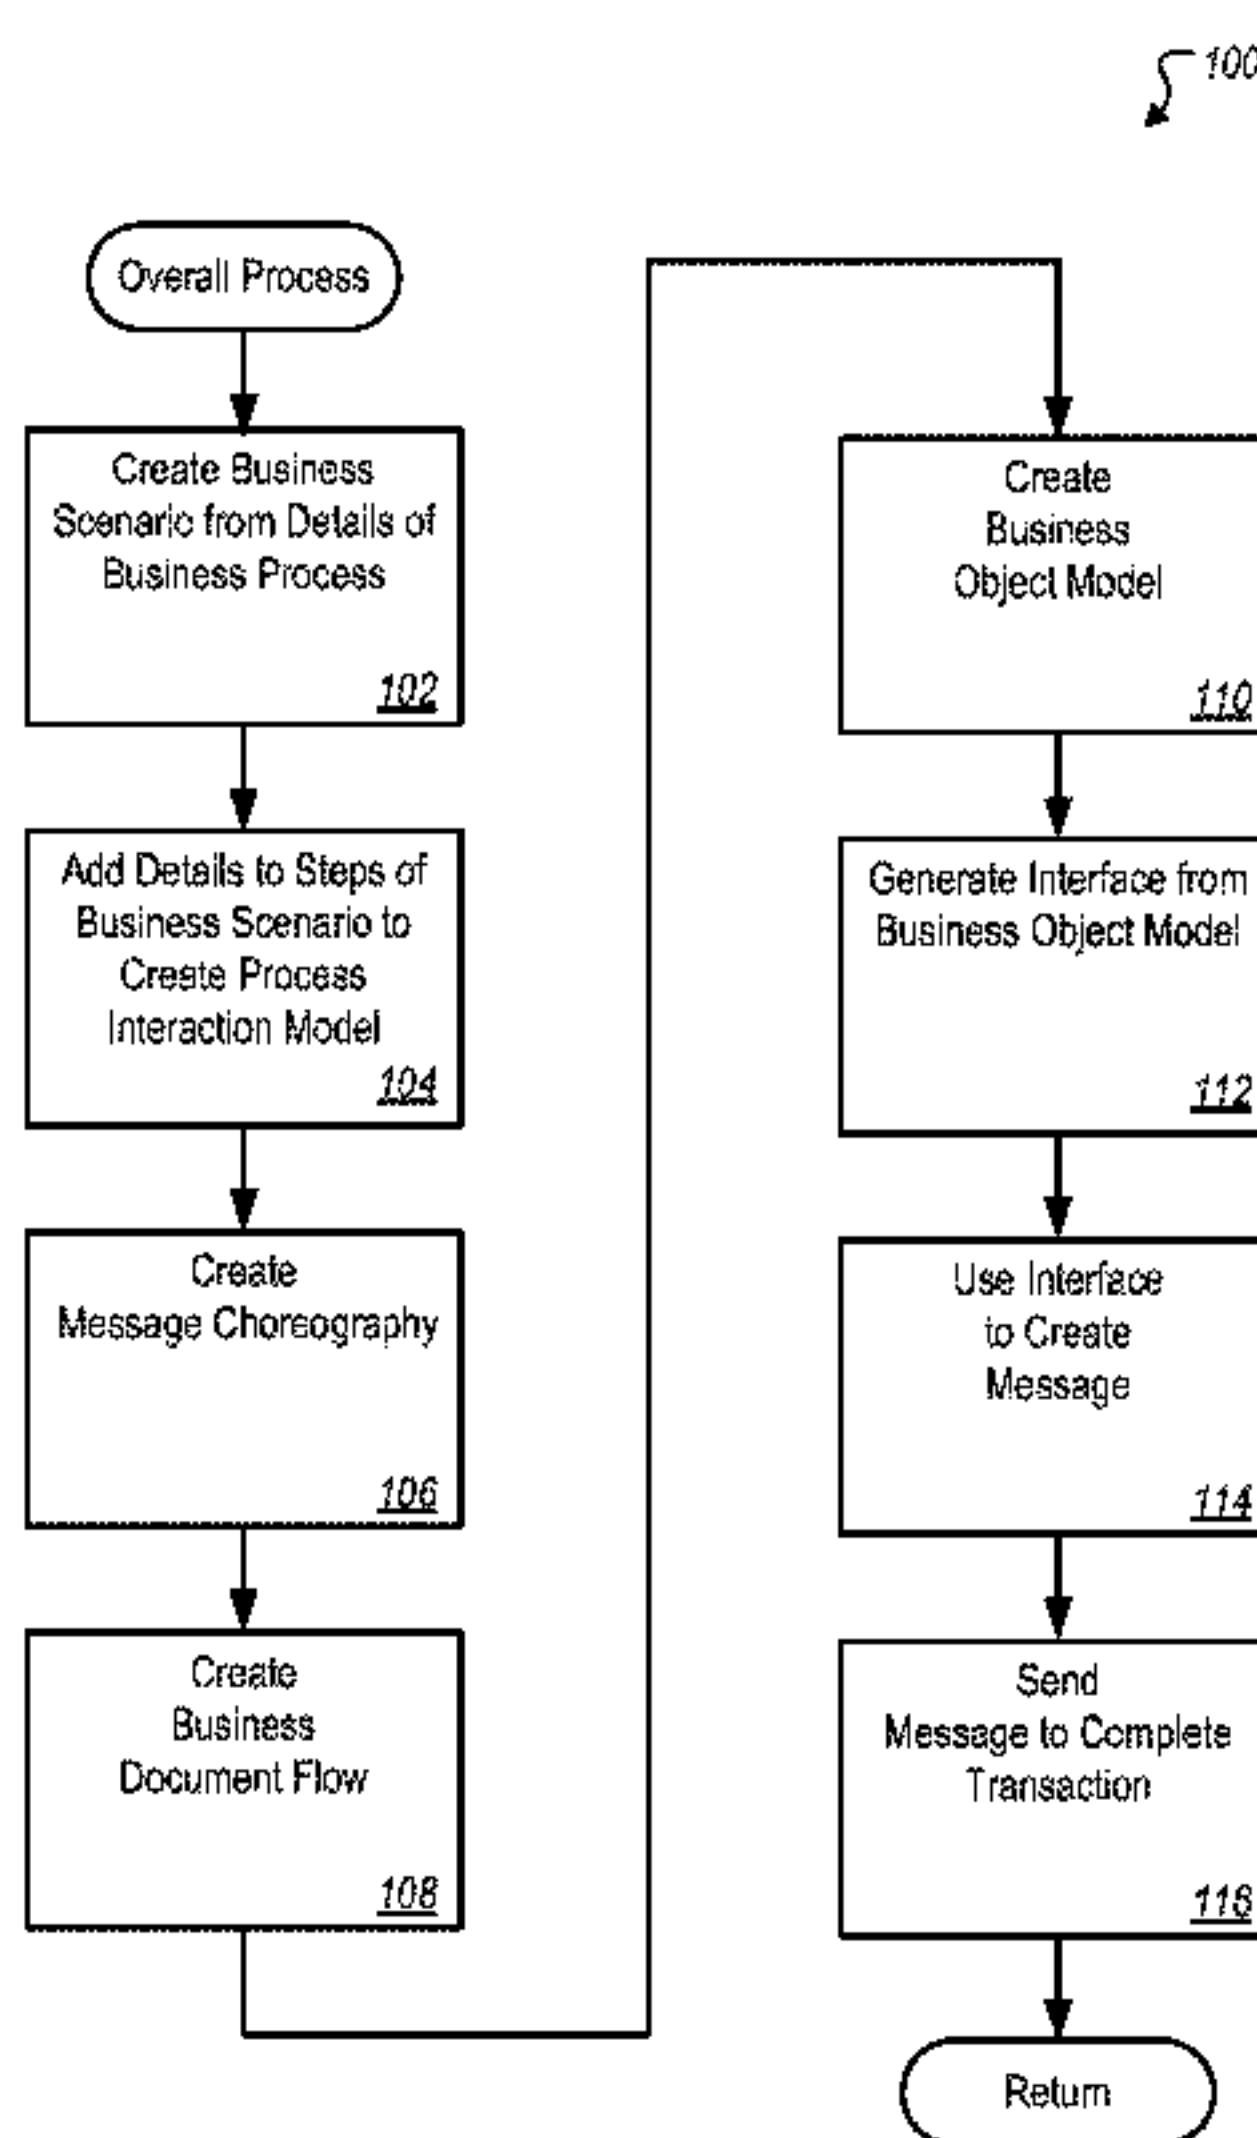 100
Overall Process
Create Business
Scenario from Details of
Business Process
102
Add Details to Steps of
Business Scenario to
Create Process
Interaction Model
104
Create
Message Choreography
106
Create
Business
Document Flow
108
Create
Business
Object Model
110
Generate Interface from
Business Object Model
112
Use Interface
to Create
Message
114
Send
Message to Complete
Transaction
116
Return